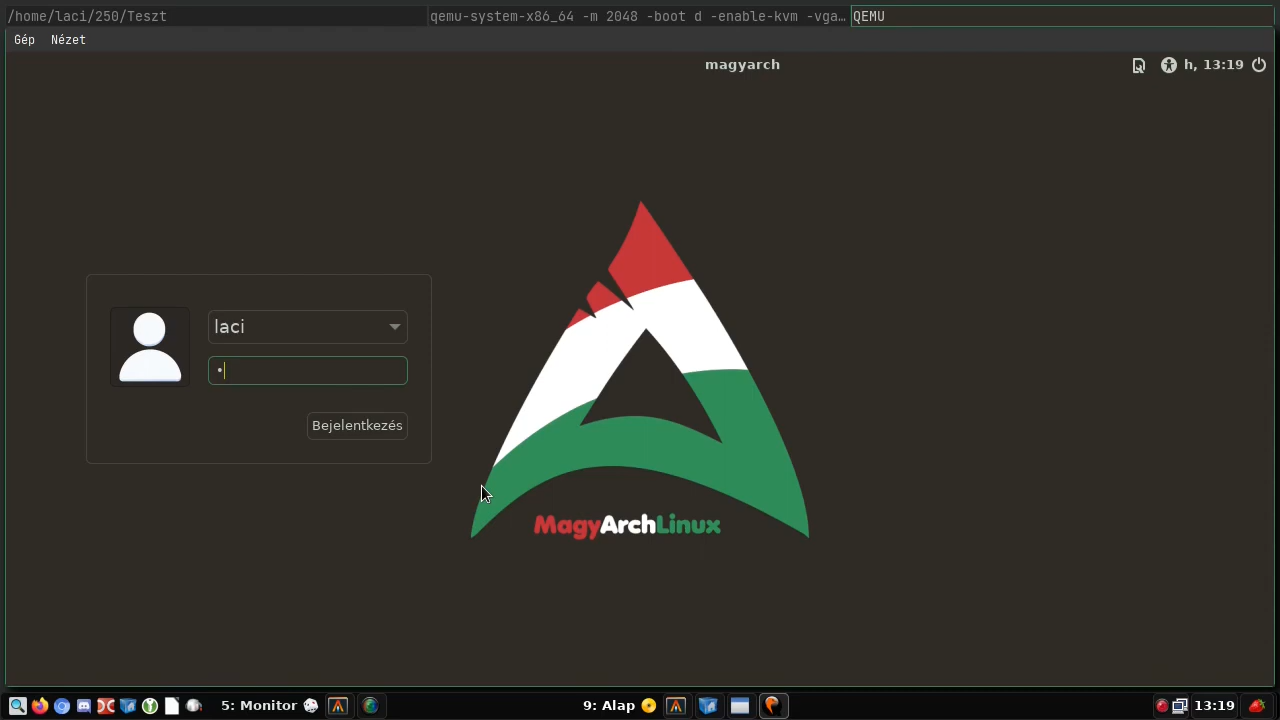 /home/laci/250/Teszt
qemu-system-x86_64 -m 2048 -boot d -enable-kvm -vga…
QEMU
Gép Nézet
magyarch
h, 13:19
laci
•
Bejelentkezés
MagyArchLinux
5: Monitor
9: Alap
13:19